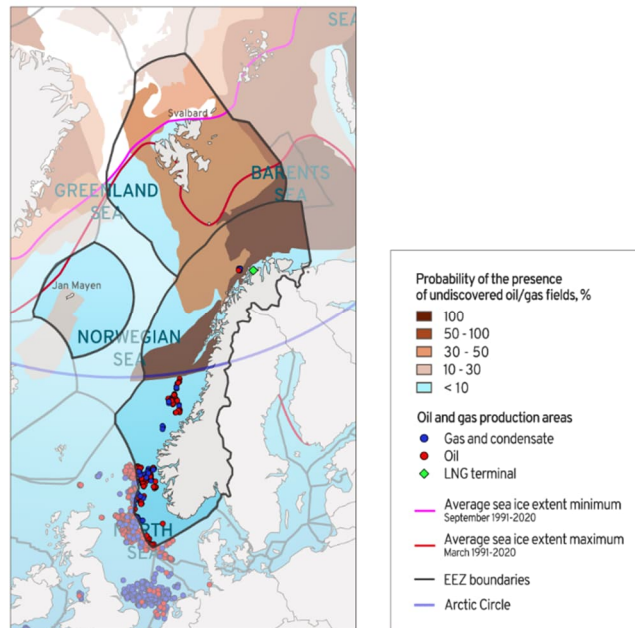 SEA
Svalbard
BARENTS
SEA
GREENLAND
SEA
Jan Mayen
NORWEGIAN
SEA
NORTH
SEA
Probability of the presence
of undiscovered oil/gas fields, %
100
50 - 100
30 - 50
10 - 30
< 10
Oil and gas production areas
Gas and condensate
Oil
LNG terminal
Average sea ice extent minimum
September 1991-2020
Average sea ice extent maximum
March 1991-2020
EEZ boundaries
Arctic Circle